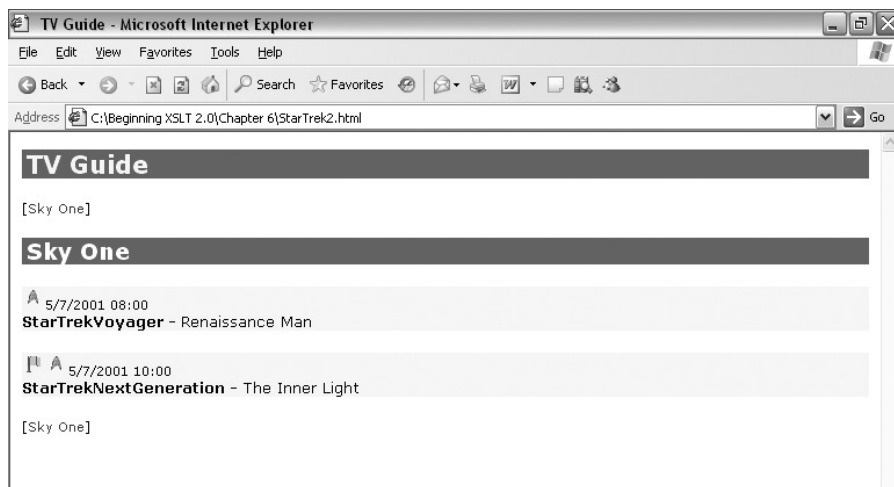 TV Guide - Microsoft Internet Explorer
File Edit View Favorites Tools Help
Back Search Favorites W
Address C:\Beginning XSLT 2.0\Chapter 6\StarTrek2.html Go
TV Guide
[Sky One]
Sky One
5/7/2001 08:00
StarTrekVoyager – Renaissance Man
5/7/2001 10:00
StarTrekNextGeneration – The Inner Light
[Sky One]